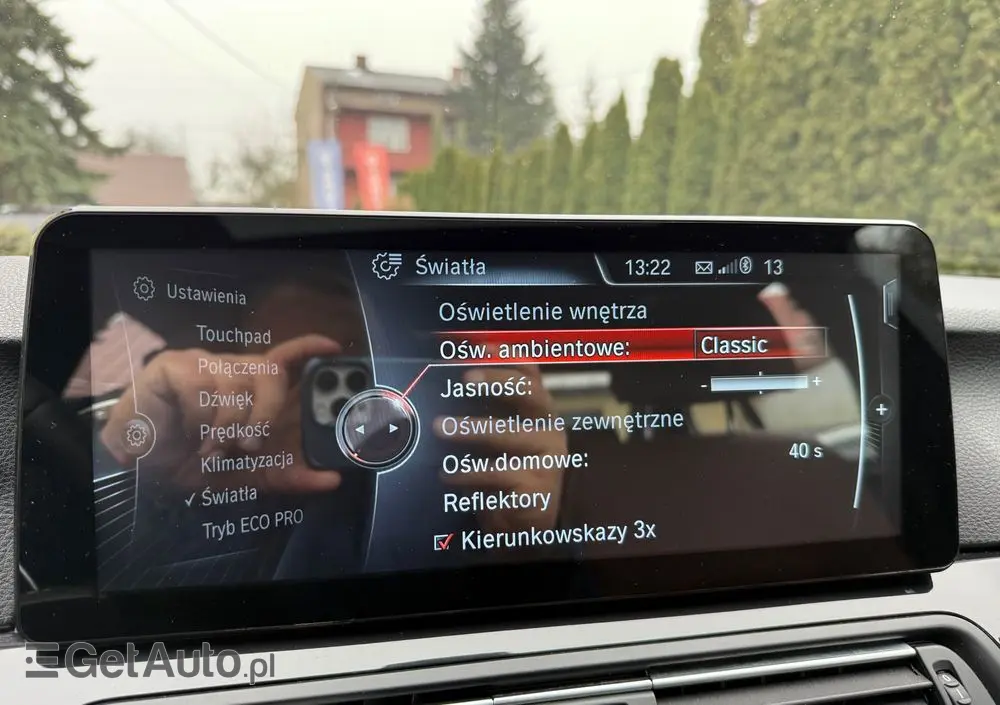 Światła
13:22
13
Ustawienia
Touchpad
Połączenia
Dźwięk
Prędkość
Klimatyzacja
✓ Światła
Tryb ECO PRO
Oświetlenie wnętrza
Ośw. ambientowe: Classic
Jasność: - +
Oświetlenie zewnętrzne
Ośw.domowe: 40 s
Reflektory
Kierunkowskazy 3x
+
GetAuto.pl